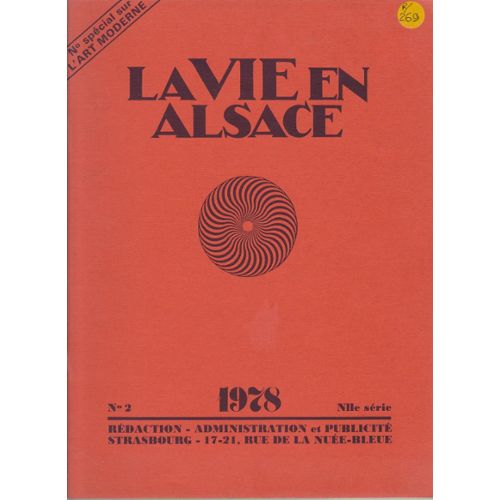 N° spécial sur
L'ART MODERNE
R/
269
LA VIE EN
ALSACE
N° 2
1978
Nlle série
RÉDACTION - ADMINISTRATION et PUBLICITÉ
STRASBOURG - 17-21, RUE DE LA NUÉE-BLEUE